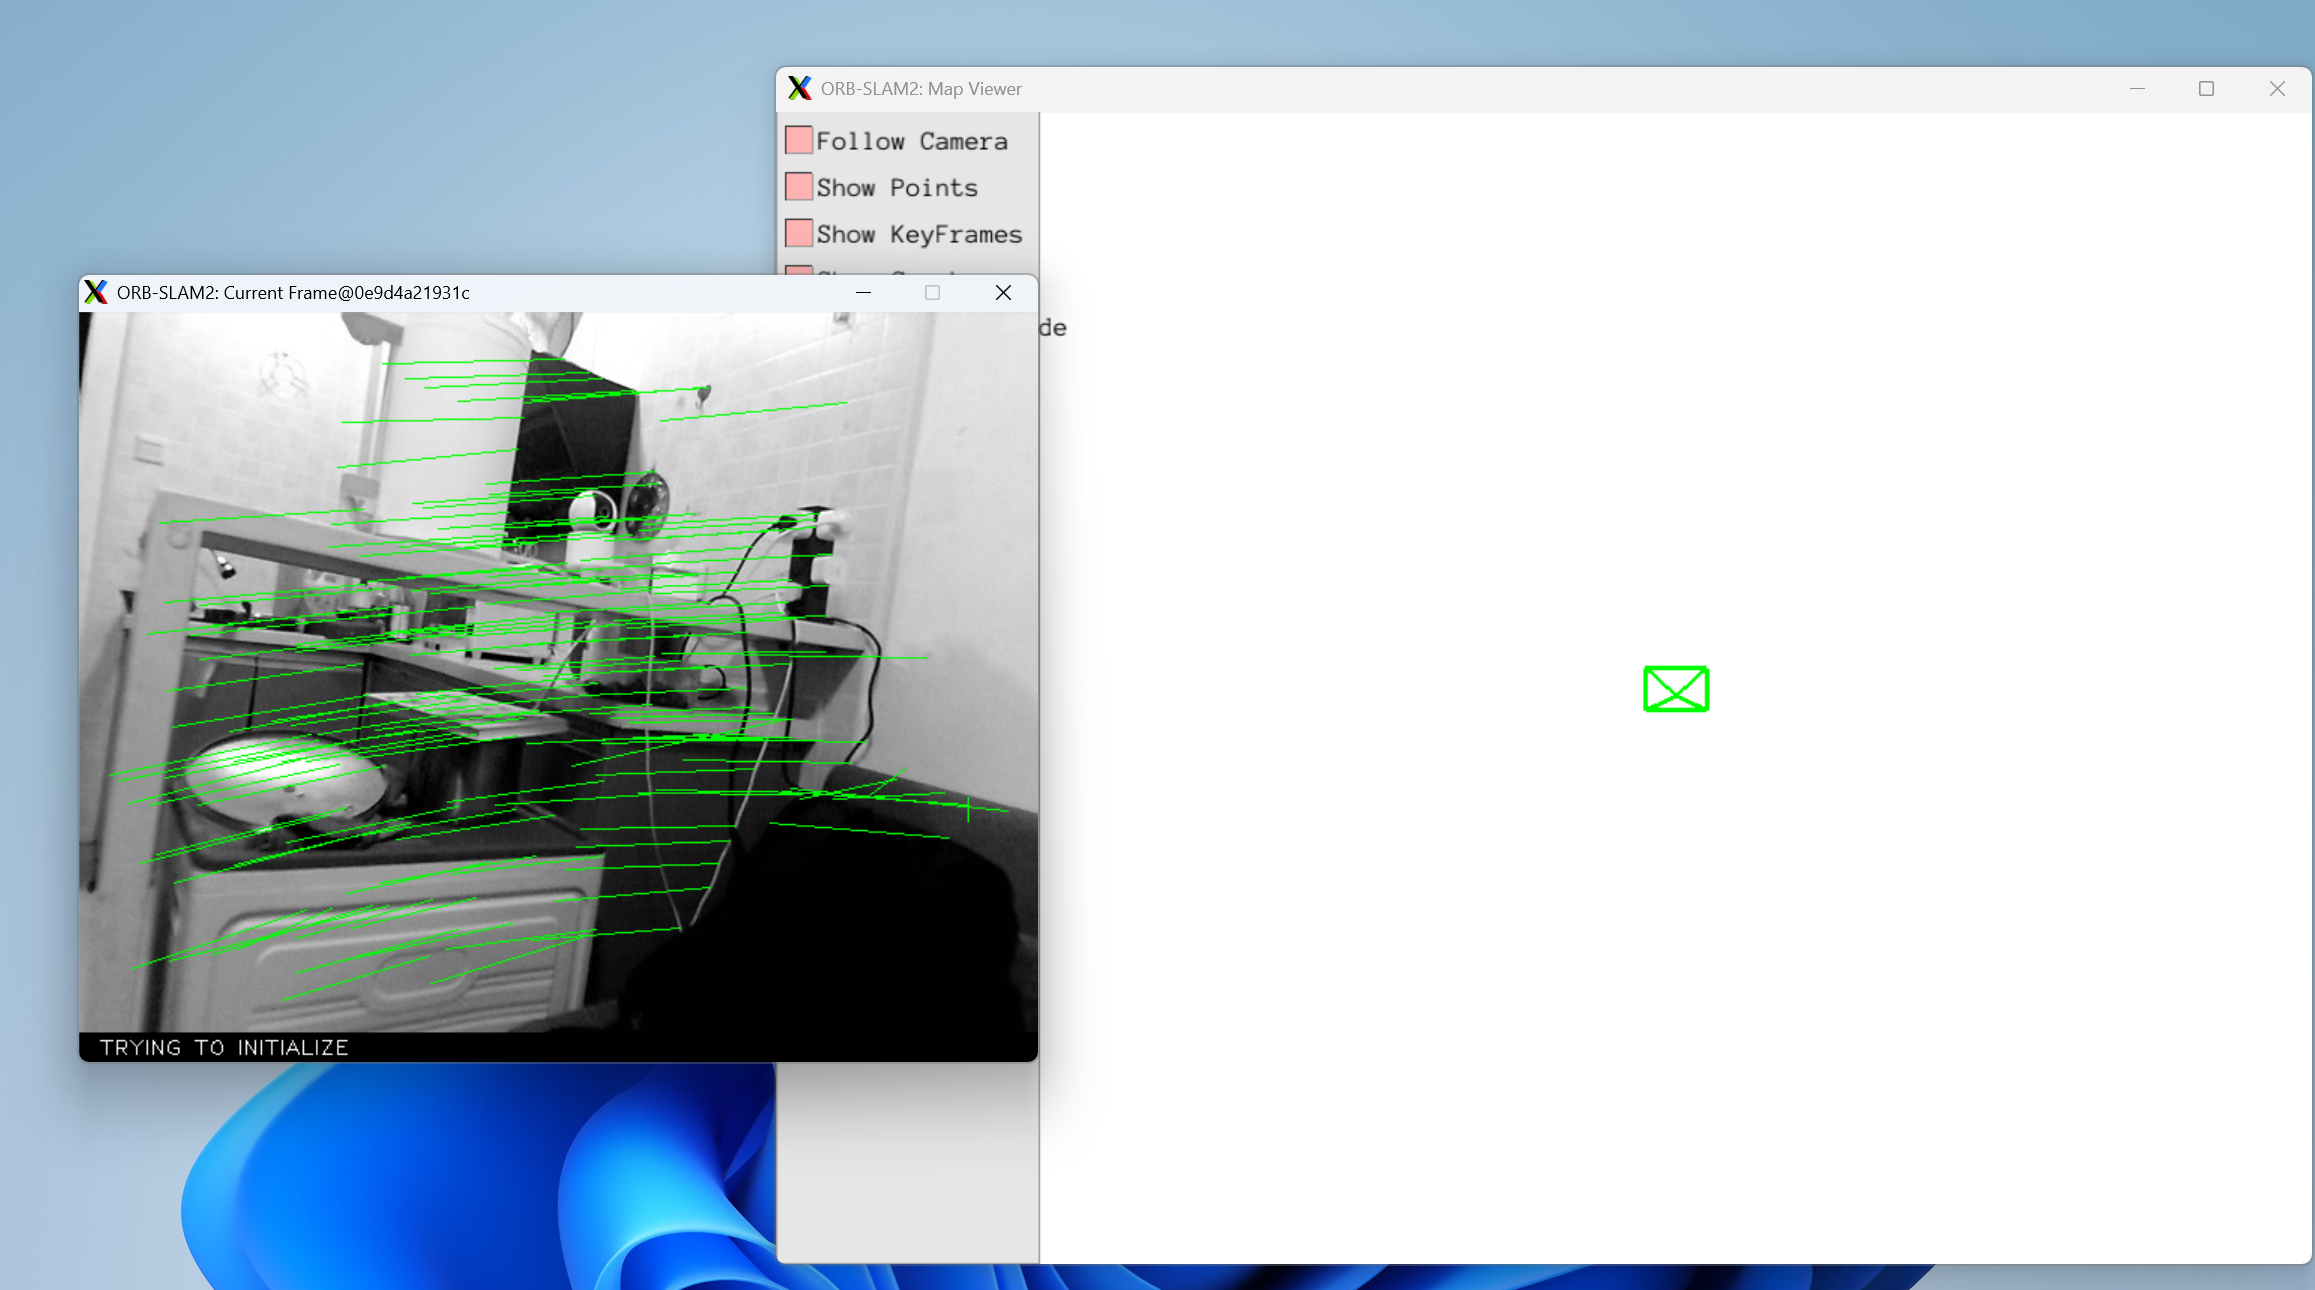 ORB-SLAM2: Map Viewer
Follow Camera
Show Points
Show KeyFrames
ORB-SLAM2: Current Frame@0e9d4a21931c
de
TRYING TO INITIALIZE